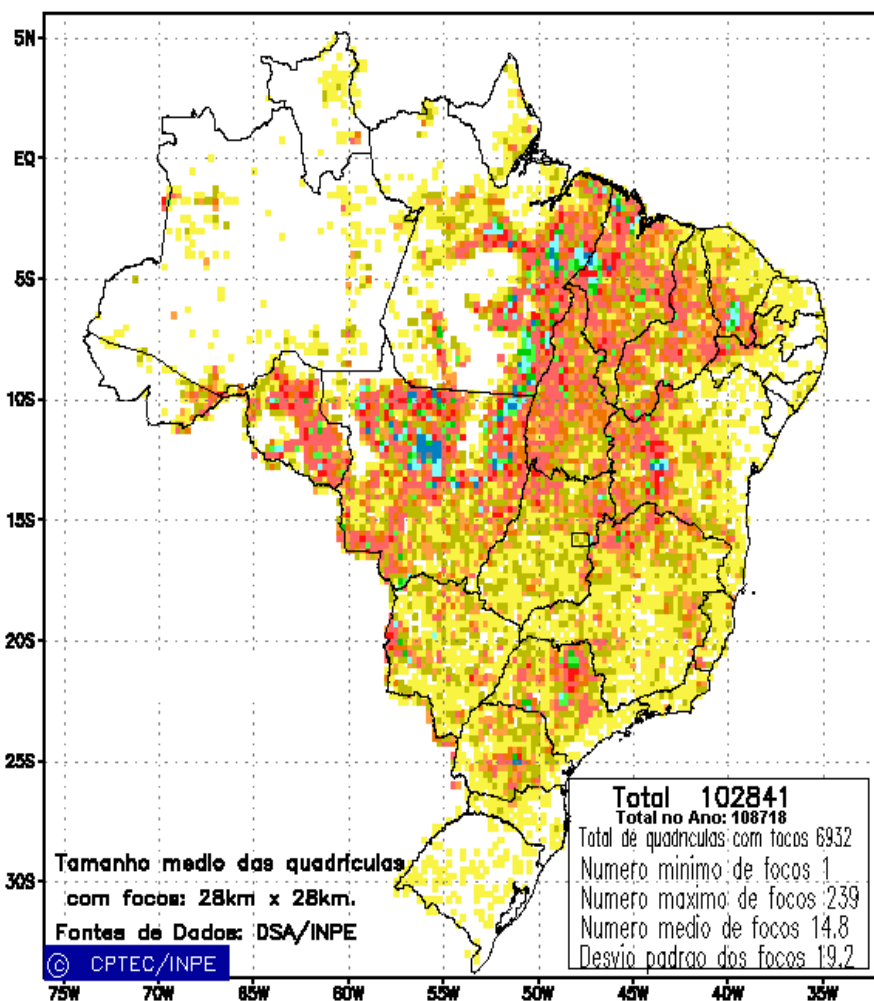 5N
EQ
5S
10S
15S
20S
25S
30S
Total 102841
Total no Ano: 108718
Total de quadriculas com focos 6932
Numero minimo de focos 1
Numero maximo de focos 239
Numero medio de focos 14.8
Desvio padrao dos focos 19.2
Tamanho medio das quadrículas
com focos: 28km x 28km.
Fontes de Dados: DSA/INPE
© CPTEC/INPE
75W 70W 65W 60W 55W 50W 45W 40W 35W